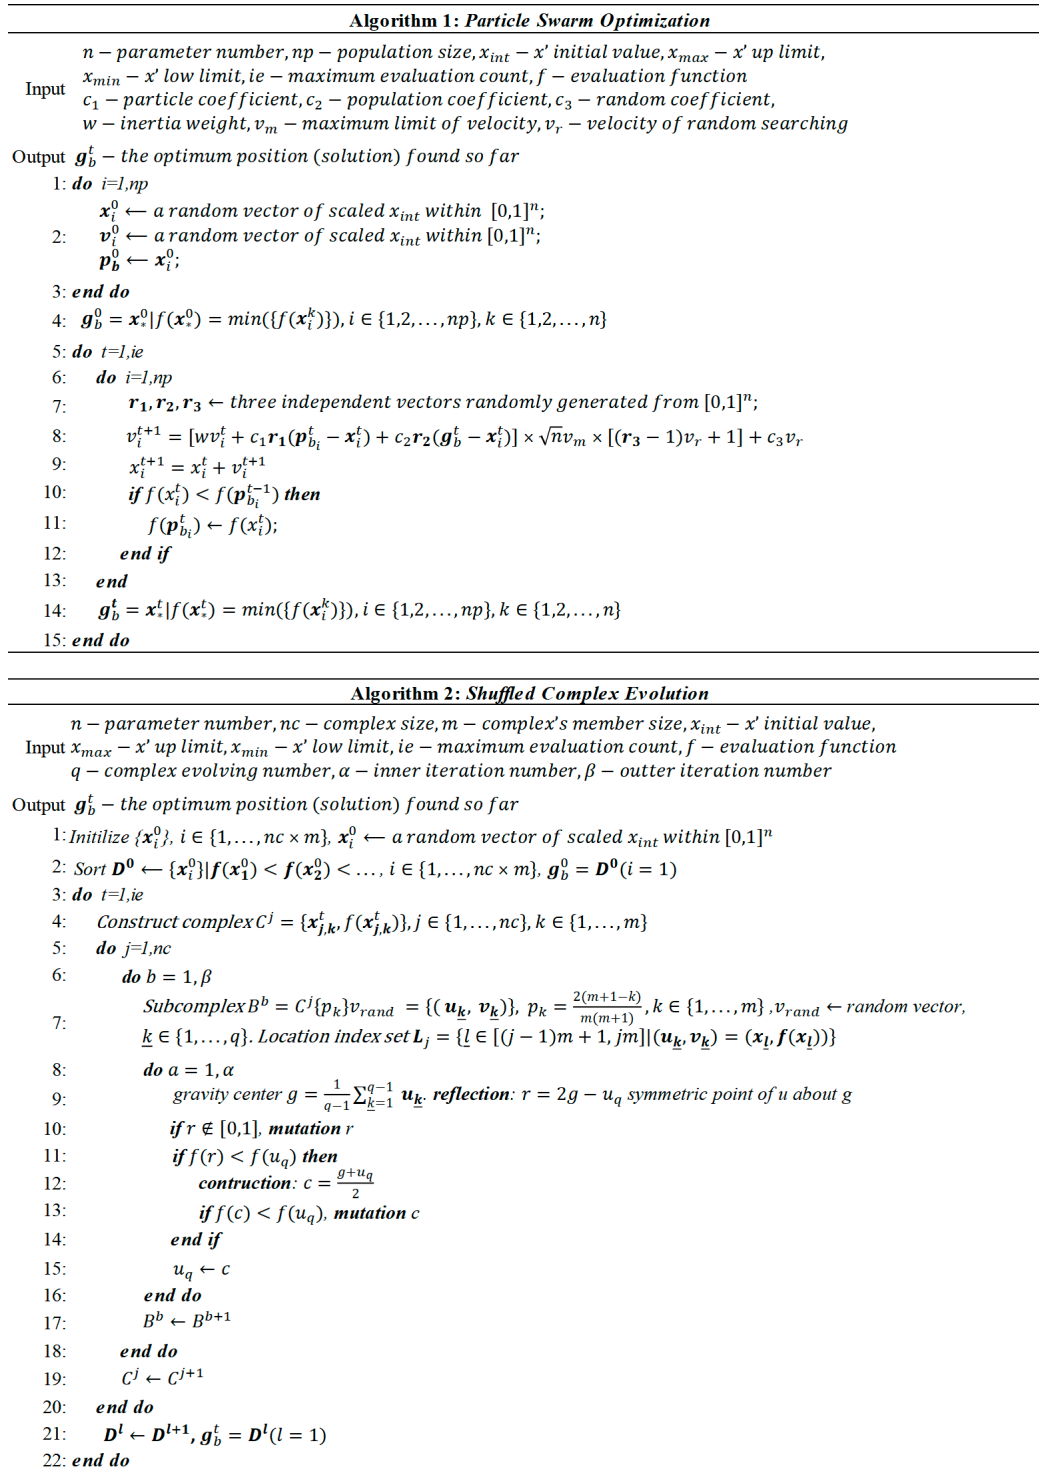 Algorithm 1: Particle Swarm Optimization
n − parameter number, np − population size, x_int − x' initial value, x_max − x' up limit,
x_min − x' low limit, ie − maximum evaluation count, f − evaluation function
Input
c_1 − particle coefficient, c_2 − population coefficient, c_3 − random coefficient,
w − inertia weight, v_m − maximum limit of velocity, v_r − velocity of random searching
Output g_b^t − the optimum position (solution) found so far
1: do i=1,np
x_i^0 ← a random vector of scaled x_int within [0,1]^n;
2: v_i^0 ← a random vector of scaled x_int within [0,1]^n;
p_b^0 ← x_i^0;
3: end do
4: g_b^0 = x_*^0|f(x_*^0) = min({f(x_i^k)}), i ∈ {1,2,...,np}, k ∈ {1,2,...,n}
5: do t=1,ie
6: do i=1,np
7: r_1, r_2, r_3 ← three independent vectors randomly generated from [0,1]^n;
8: v_i^{t+1} = [wv_i^t + c_1r_1(p_{b_i}^t − x_i^t) + c_2r_2(g_b^t − x_i^t)] × √n v_m × [(r_3 − 1)v_r + 1] + c_3v_r
9: x_i^{t+1} = x_i^t + v_i^{t+1}
10: if f(x_i^t) < f(p_{b_i}^{t−1}) then
11: f(p_{b_i}^t) ← f(x_i^t);
12: end if
13: end
14: g_b^t = x_*^t|f(x_*^t) = min({f(x_i^k)}), i ∈ {1,2,...,np}, k ∈ {1,2,...,n}
15: end do
Algorithm 2: Shuffled Complex Evolution
n − parameter number, nc − complex size, m − complex's member size, x_int − x' initial value,
Input x_max − x' up limit, x_min − x' low limit, ie − maximum evaluation count, f − evaluation function
q − complex evolving number, α − inner iteration number, β − outter iteration number
Output g_b^t − the optimum position (solution) found so far
1: Initilize {x_i^0}, i ∈ {1,...,nc × m}, x_i^0 ← a random vector of scaled x_int within [0,1]^n
2: Sort D^0 ← {x_i^0}|f(x_1^0) < f(x_2^0) < ..., i ∈ {1,...,nc × m}, g_b^0 = D^0(i = 1)
3: do t=1,ie
4: Construct complex C^j = {x_{j,k}^t, f(x_{j,k}^t)}, j ∈ {1,...,nc}, k ∈ {1,...,m}
5: do j=1,nc
6: do b = 1, β
Subcomplex B^b = C^j{p_k}v_rand = {( u_k, v_k)}, p_k = 2(m+1−k)/m(m+1), k ∈ {1,...,m} , v_rand ← random vector,
7: k ∈ {1,...,q}. Location index set L_j = {l ∈ [(j − 1)m + 1, jm]|(u_k, v_k) = (x_l, f(x_l))}
8: do a = 1, α
9: gravity center g = 1/(q−1) ∑_{k=1}^{q−1} u_k. reflection: r = 2g − u_q symmetric point of u about g
10: if r ∉ [0,1], mutation r
11: if f(r) < f(u_q) then
12: contruction: c = (g+u_q)/2
13: if f(c) < f(u_q), mutation c
14: end if
15: u_q ← c
16: end do
17: B^b ← B^{b+1}
18: end do
19: C^j ← C^{j+1}
20: end do
21: D^l ← D^{l+1}, g_b^t = D^l(l = 1)
22: end do